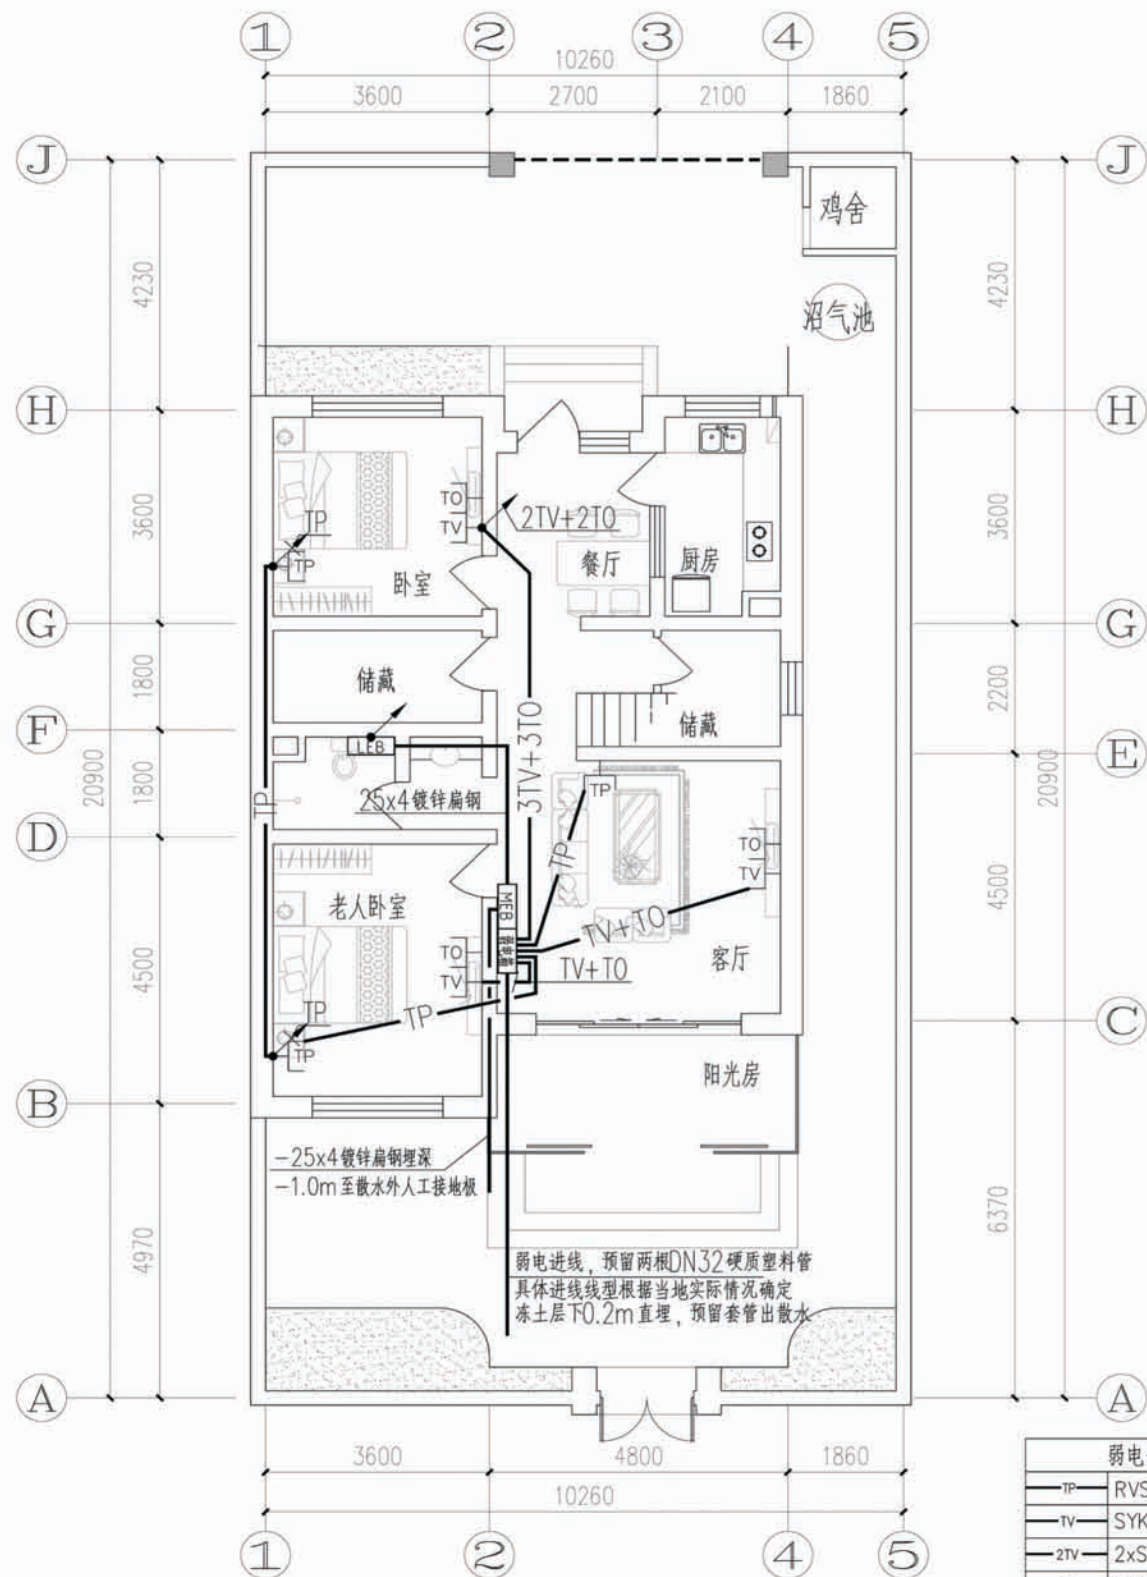 1 2 3 4 5
10260
3600 2700 2100 1860
J J
鸡舍
4230 4230
沼气池
H H
TO
TP TV 2TV+2TO
3600 3600
TP 餐厅 厨房
卧室
G G
1800 储藏 2200
3TV+3TO 储藏
F LEB E
20900 1800 20900
TP 25x4镀锌扁钢 TP
D TO
TP TV
老人卧室 MEB
弱电箱 TV+TO
4500 TO 客厅 4500
TV TV+TO
TP TP
TP C
阳光房
B
-25x4镀锌扁钢埋深
-1.0m至散水外人工接地极
4970 6370
弱电进线，预留两根DN32硬质塑料管
具体进线线型根据当地实际情况确定
冻土层下0.2m直埋，预留套管出散水
A A
3600 4800 1860
10260
1 2 4 5
弱电
TP RVS
TV SYK
2TV 2xS